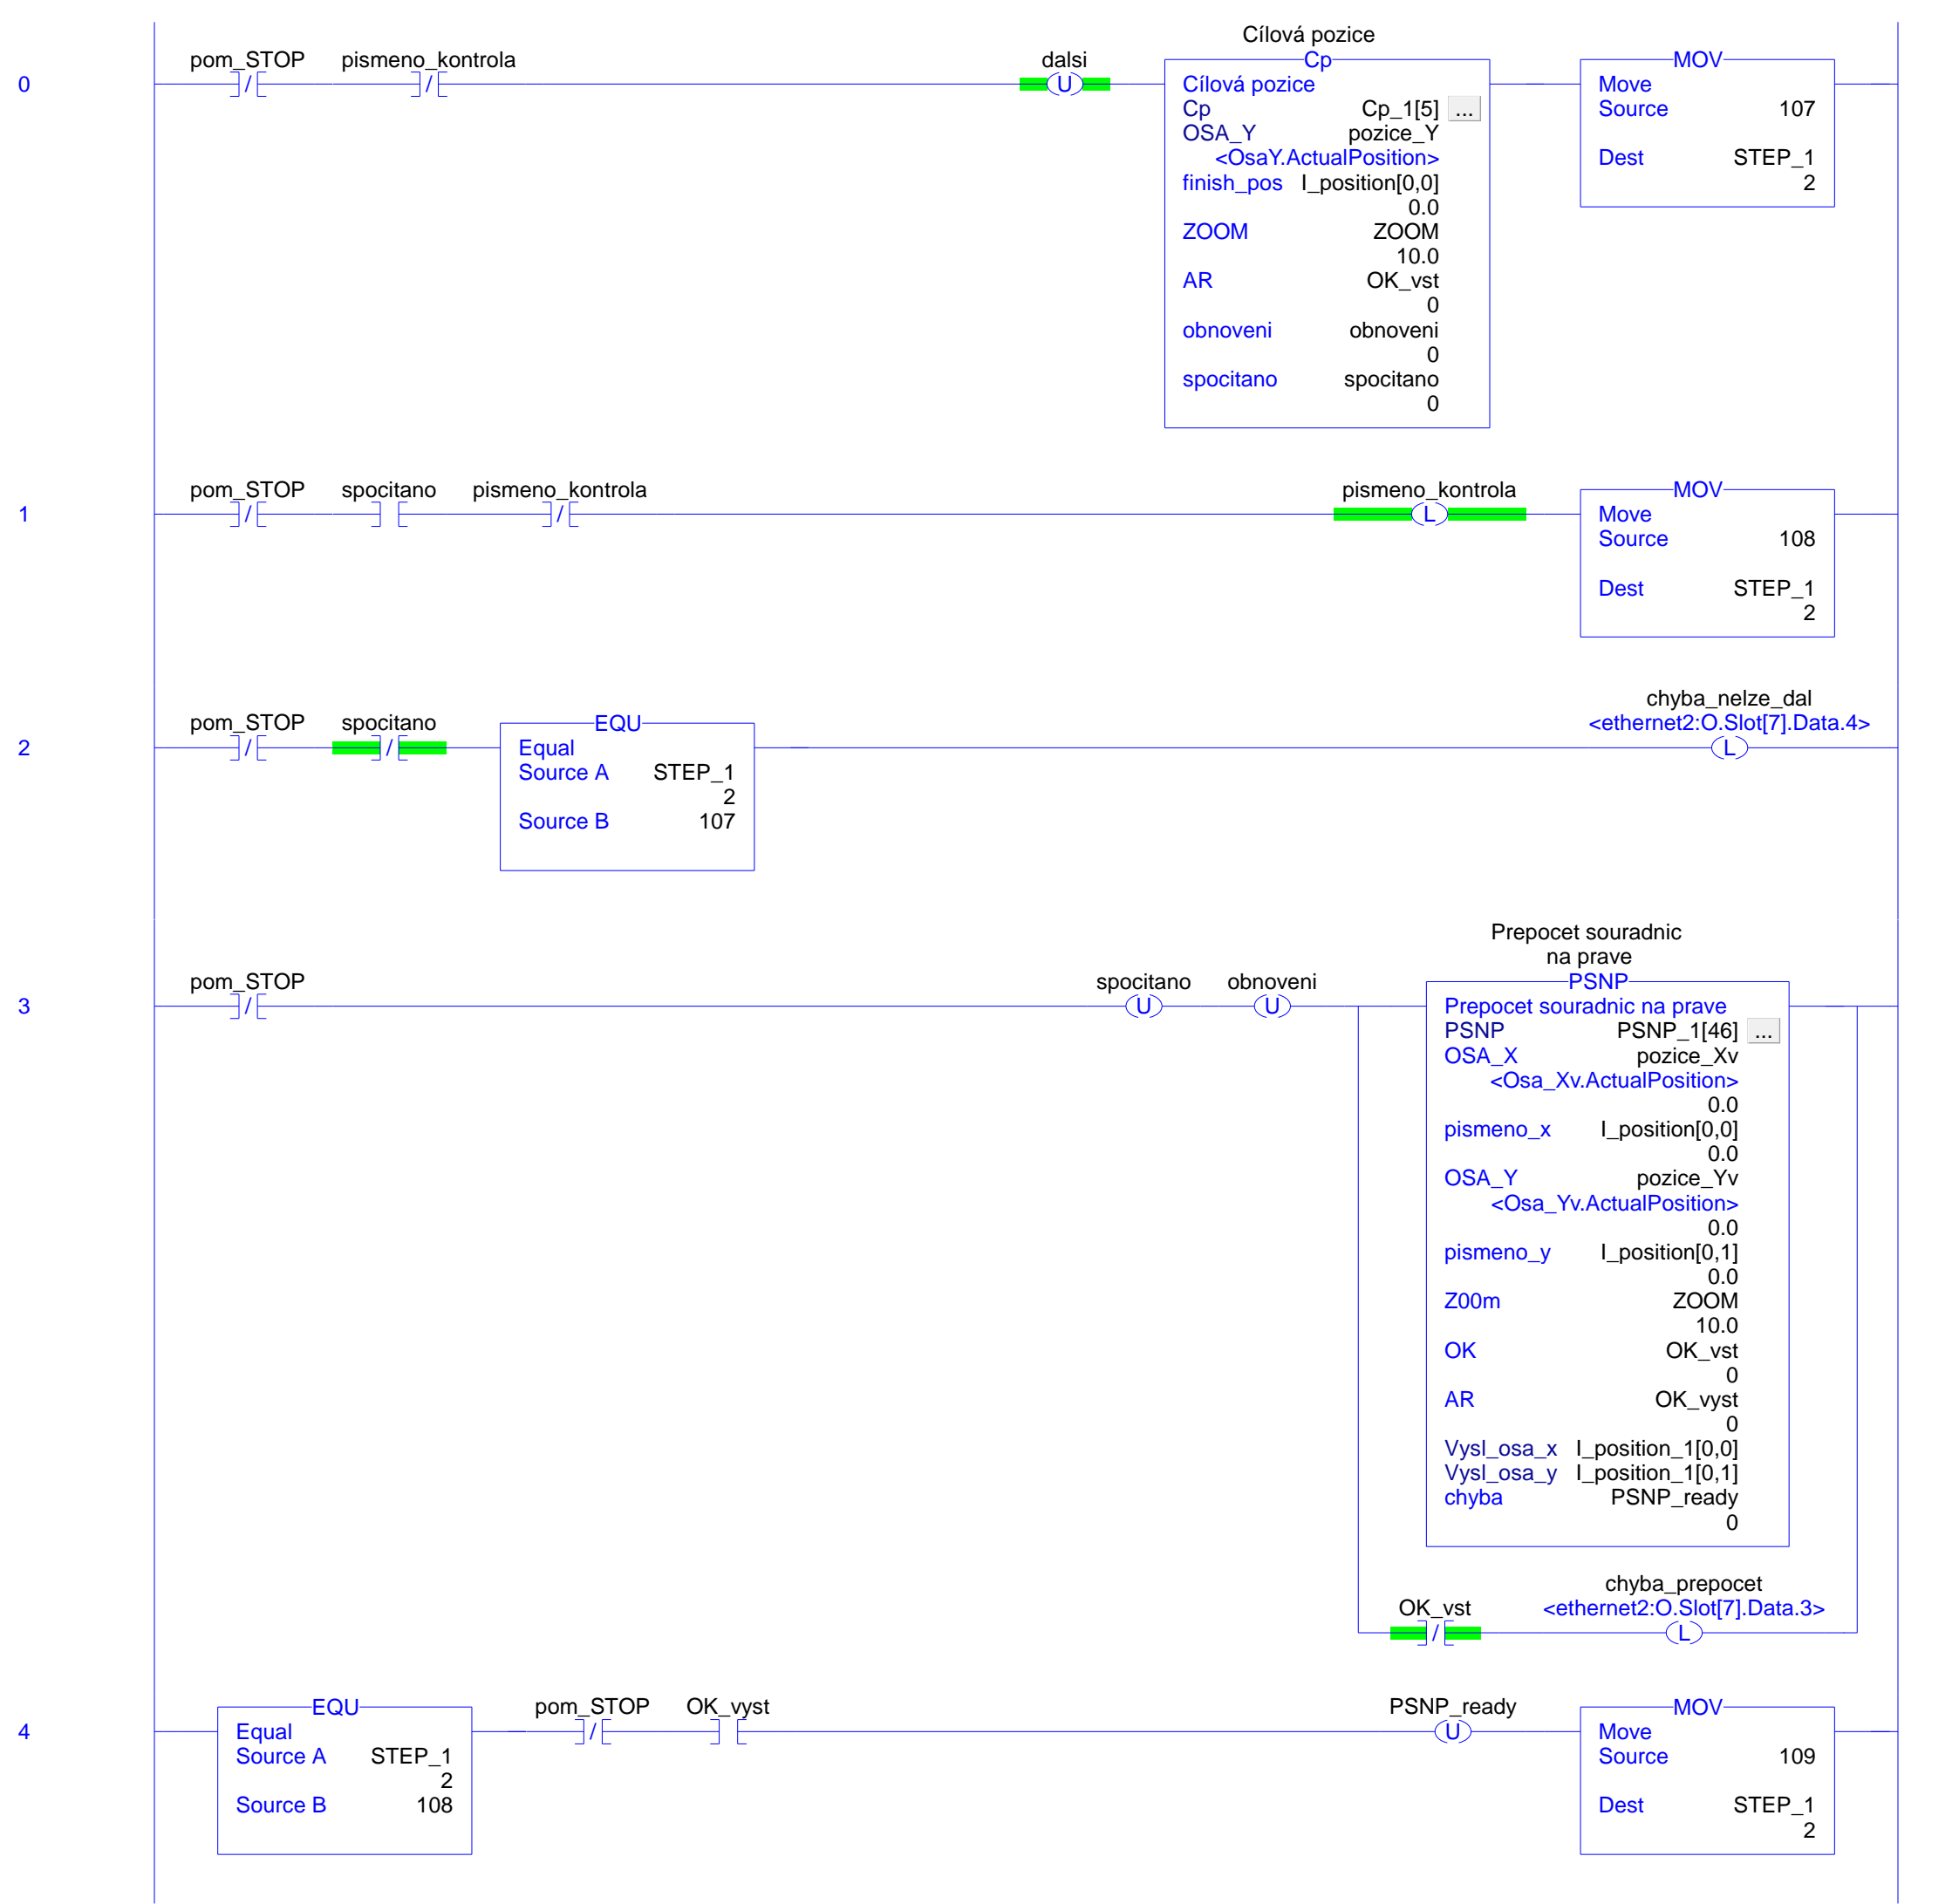 0
pom_STOP
pismeno_kontrola
dalsi
U
Cílová pozice
Cp
Cílová pozice
Cp Cp_1[5] ...
OSA_Y pozice_Y
<OsaY.ActualPosition>
finish_pos l_position[0,0]
0.0
ZOOM ZOOM
10.0
AR OK_vst
0
obnoveni obnoveni
0
spocitano spocitano
0
MOV
Move
Source 107
Dest STEP_1
2
1
pom_STOP
spocitano
pismeno_kontrola
pismeno_kontrola
L
MOV
Move
Source 108
Dest STEP_1
2
2
pom_STOP
spocitano
EQU
Equal
Source A STEP_1
2
Source B 107
chyba_nelze_dal
<ethernet2:O.Slot[7].Data.4>
L
3
pom_STOP
spocitano
U
obnoveni
U
Prepocet souradnic
na prave
PSNP
Prepocet souradnic na prave
PSNP PSNP_1[46] ...
OSA_X pozice_Xv
<Osa_Xv.ActualPosition>
0.0
pismeno_x l_position[0,0]
0.0
OSA_Y pozice_Yv
<Osa_Yv.ActualPosition>
0.0
pismeno_y l_position[0,1]
0.0
Z00m ZOOM
10.0
OK OK_vst
0
AR OK_vyst
0
Vysl_osa_x l_position_1[0,0]
Vysl_osa_y l_position_1[0,1]
chyba PSNP_ready
0
OK_vst
chyba_prepocet
<ethernet2:O.Slot[7].Data.3>
L
4
EQU
Equal
Source A STEP_1
2
Source B 108
pom_STOP
OK_vyst
PSNP_ready
U
MOV
Move
Source 109
Dest STEP_1
2